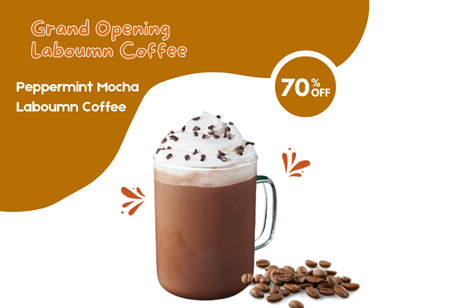 Grand Opening
Laboumn Coffee
Peppermint Mocha
Laboumn Coffee
70% OFF